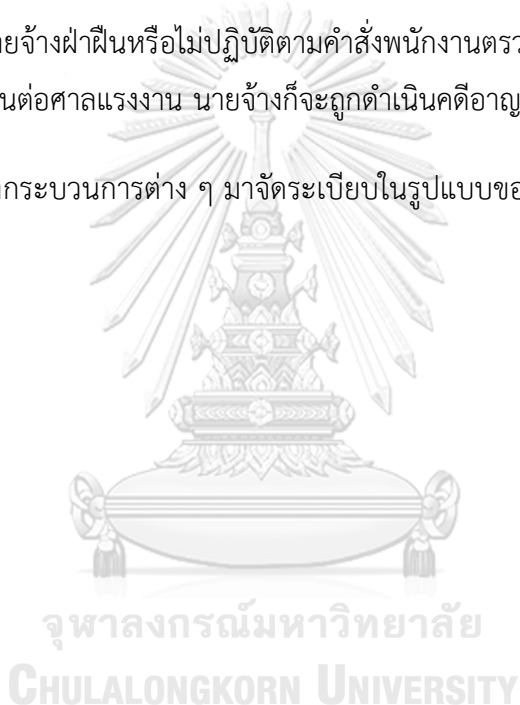 ายจ้างฝ่าฝืนหรือไม่ปฏิบัติตามคำสั่งพนักงานตรว
นต่อศาลแรงงาน นายจ้างก็จะถูกดำเนินคดีอาญ
ากระบวนการต่าง ๆ มาจัดระเบียบในรูปแบบขอ
จุฬาลงกรณ์มหาวิทยาลัย
CHULALONGKORN UNIVERSITY